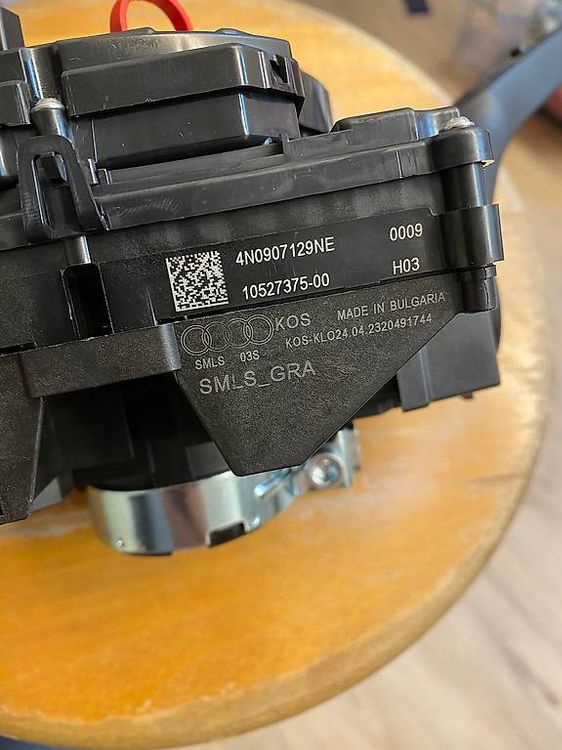 4N0907129NE 0009
10527375-00 H03
KOS MADE IN BULGARIA
SMLS 03S KOS-KLO24.04.2320491744
SMLS_GRA